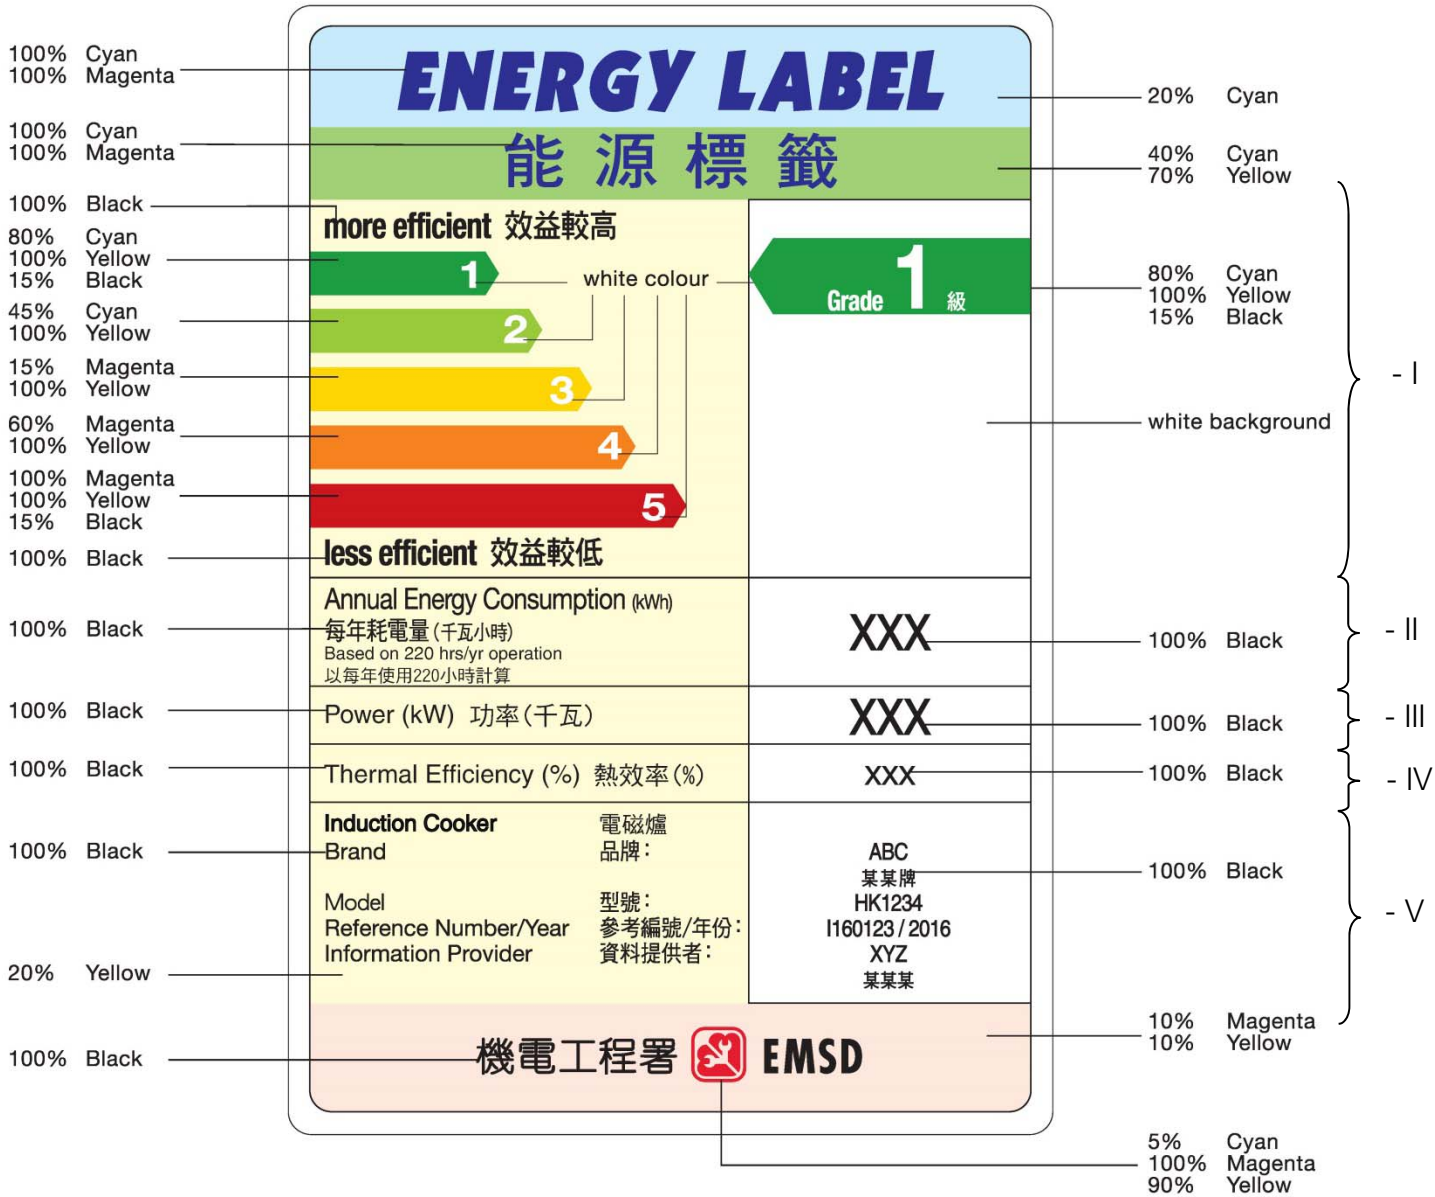 100% Cyan
100% Magenta
ENERGY LABEL
20% Cyan
100% Cyan
100% Magenta
能源標籤
40% Cyan
70% Yellow
100% Black
more efficient 效益較高
80% Cyan
100% Yellow
15% Black
1
white colour
Grade 1 級
80% Cyan
100% Yellow
15% Black
45% Cyan
100% Yellow
2
15% Magenta
100% Yellow
3
- I
60% Magenta
100% Yellow
4
white background
100% Magenta
100% Yellow
15% Black
5
100% Black
less efficient 效益較低
Annual Energy Consumption (kWh)
100% Black
每年耗電量(千瓦小時)
Based on 220 hrs/yr operation
以每年使用220小時計算
XXX
100% Black
- II
100% Black
Power (kW) 功率(千瓦)
XXX
100% Black
- III
100% Black
Thermal Efficiency (%) 熱效率(%)
XXX
100% Black
- IV
Induction Cooker 電磁爐
100% Black
Brand 品牌: ABC
某某牌
100% Black
Model 型號: HK1234
- V
Reference Number/Year 參考編號/年份: I160123 / 2016
Information Provider 資料提供者: XYZ
某某某
20% Yellow
10% Magenta
10% Yellow
100% Black
機電工程署 EMSD
5% Cyan
100% Magenta
90% Yellow